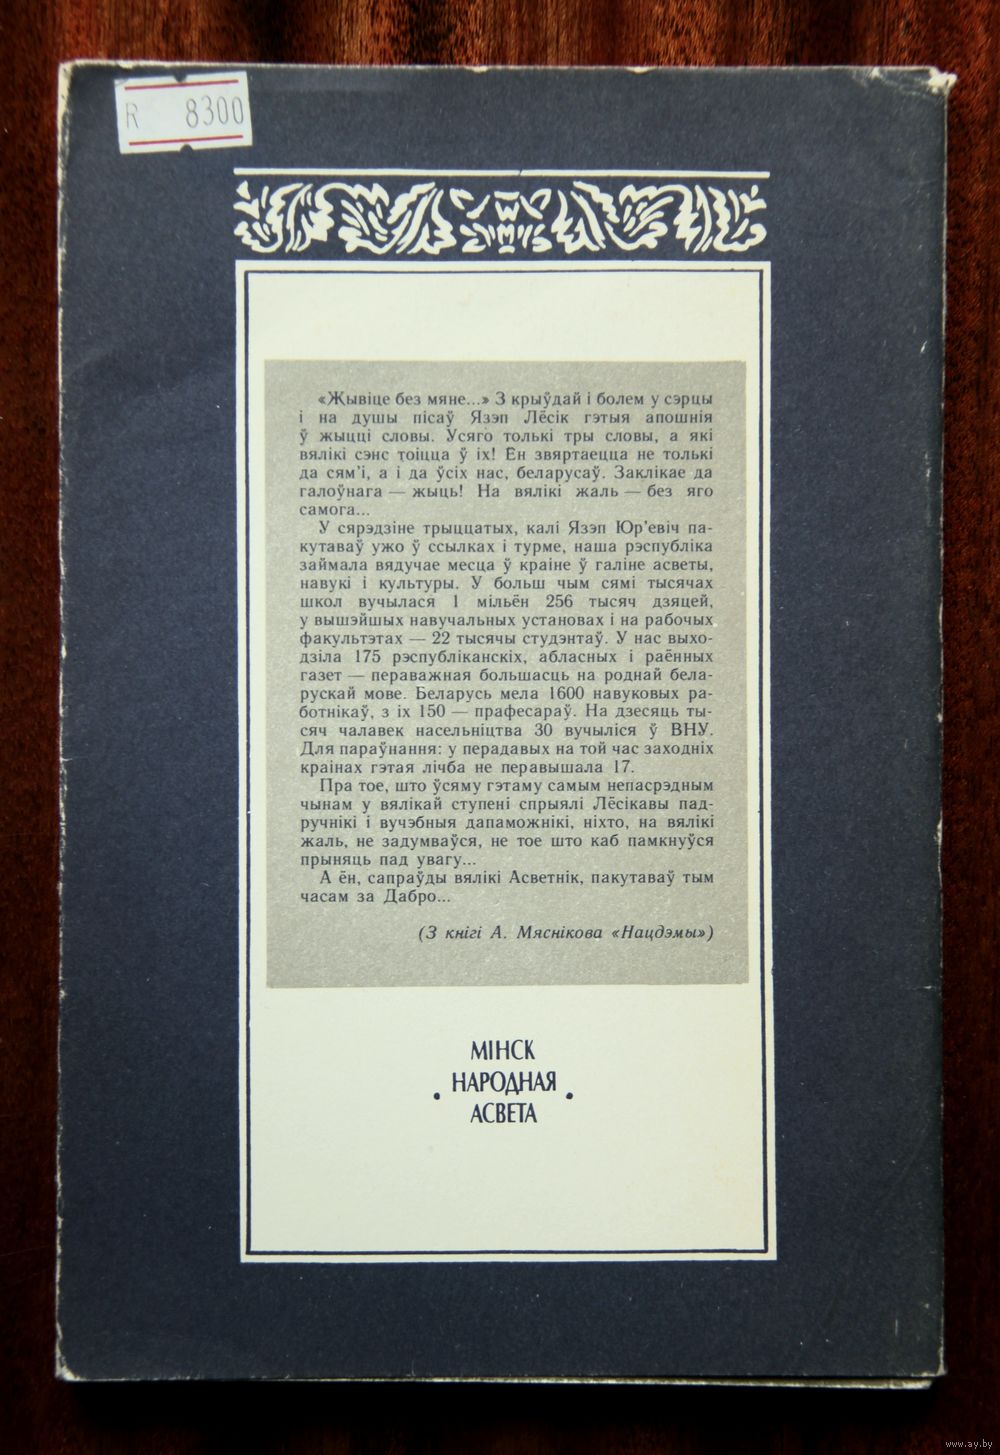 R 8300
«Жывіце без мяне...» З крыўдай і болем у сэрцы
і на душы пісаў Язэп Лёсік гэтыя апошнія
ў жыцці словы. Усяго толькі тры словы, а які
вялікі сэнс тоіцца ў іх! Ён звяртаецца не толькі
да сям'і, а і да ўсіх нас, беларусаў. Заклікае да
галоўнага — жыць! На вялікі жаль — без яго
самога...
У сярэдзіне трыццатых, калі Язэп Юр'евіч па-
кутаваў ужо ў ссылках і турме, наша рэспубліка
займала вядучае месца ў краіне ў галіне асветы,
навукі і культуры. У больш чым сямі тысячах
школ вучылася 1 мільён 256 тысяч дзяцей,
у вышэйшых навучальных установах і на рабочых
факультэтах — 22 тысячы студэнтаў. У нас выхо-
дзіла 175 рэспубліканскіх, абласных і раённых
газет — пераважная большасць на роднай бела-
рускай мове. Беларусь мела 1600 навуковых ра-
ботнікаў, з іх 150 — прафесараў. На дзесяць ты-
сяч чалавек насельніцтва 30 вучыліся ў ВНУ.
Для параўнання: у перадавых на той час заходніх
краінах гэтая лічба не перавышала 17.
Пра тое, што ўсяму гэтаму самым непасрэдным
чынам у вялікай ступені спрыялі Лёсікавы пад-
ручнікі і вучэбныя дапаможнікі, ніхто, на вялікі
жаль, не задумваўся, не тое што каб памкнуўся
прыняць пад увагу...
А ён, сапраўды вялікі Асветнік, пакутаваў тым
часам за Дабро...
(З кнігі А. Мяснікова «Нацдэмы»)
МІНСК
· НАРОДНАЯ ·
АСВЕТА
www.ay.by